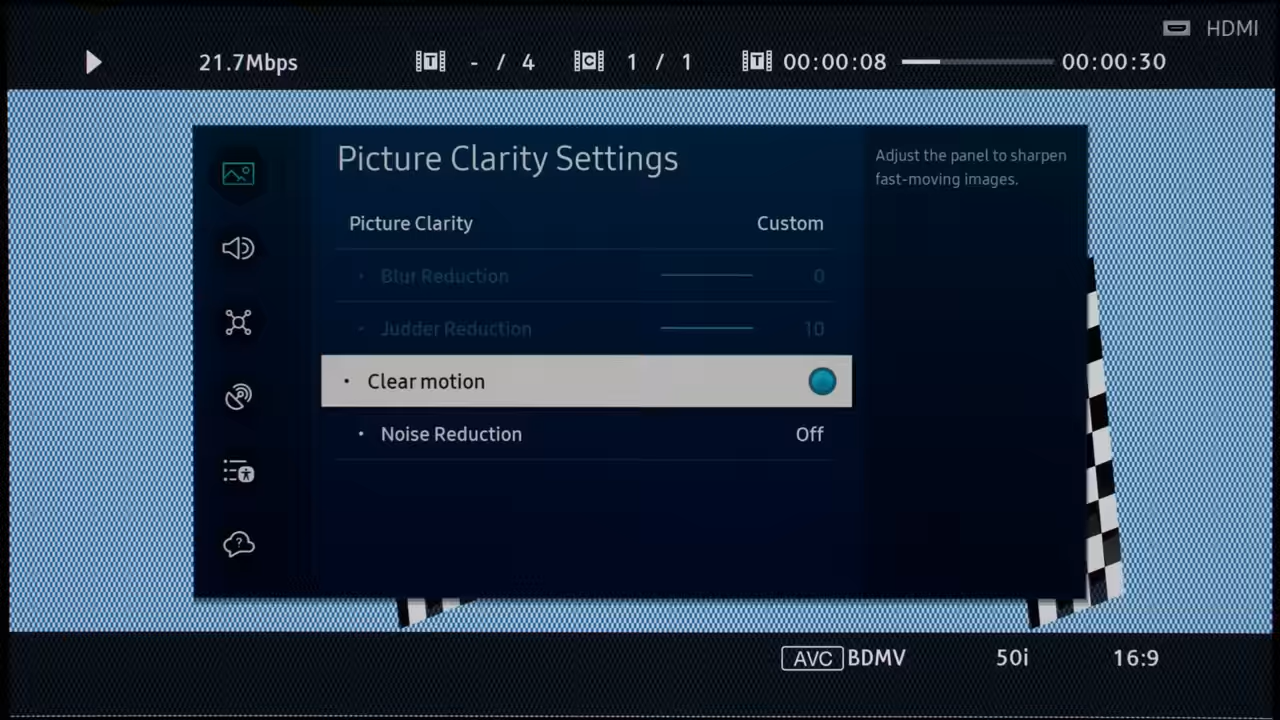 HDMI
21.7Mbps T - / 4 C 1 / 1 T 00:00:08 00:00:30
Picture Clarity Settings
Adjust the panel to sharpen
fast-moving images.
Picture Clarity Custom
Blur Reduction 0
Judder Reduction 10
Clear motion
Noise Reduction Off
AVC BDMV 50i 16:9